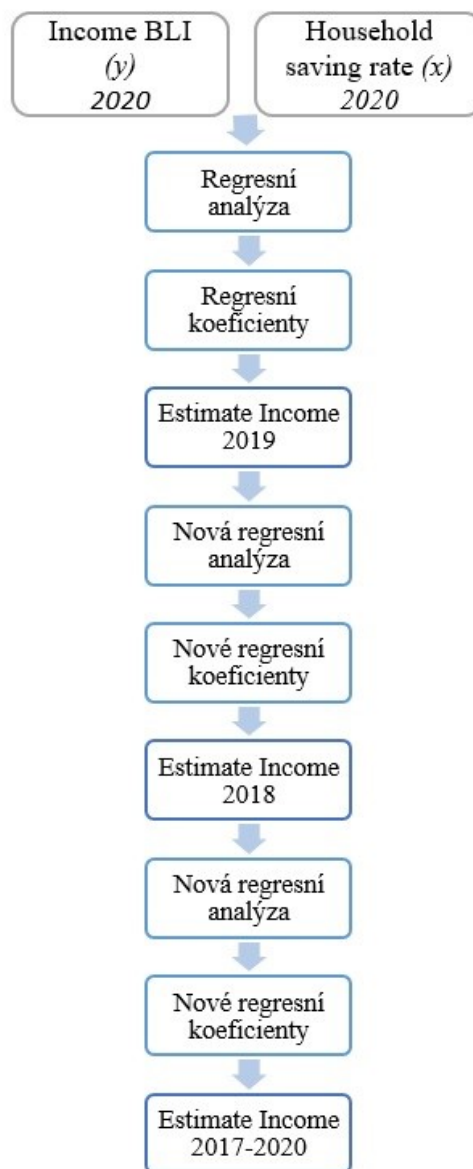 Income BLI
(y)
2020
Household
saving rate (x)
2020
Regresní
analýza
Regresní
koeficienty
Estimate Income
2019
Nová regresní
analýza
Nové regresní
koeficienty
Estimate Income
2018
Nová regresní
analýza
Nové regresní
koeficienty
Estimate Income
2017-2020